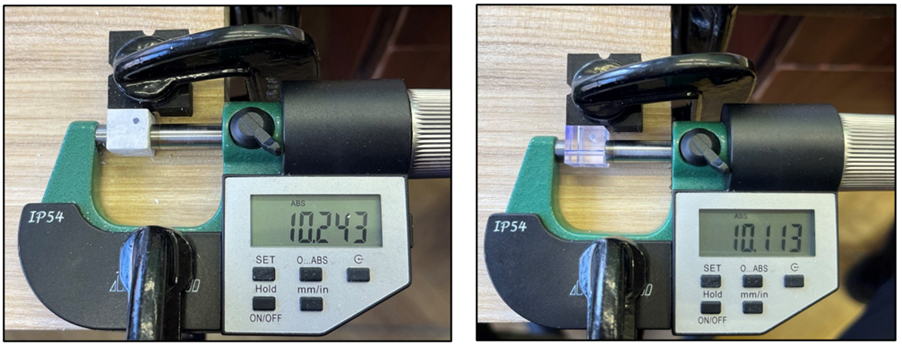 IP54
ABS
10.243
SET
0...ABS
Hold
mm/in
ON/OFF
IP54
ABS
10.113
SET
0...ABS
Hold
mm/in
ON/OFF